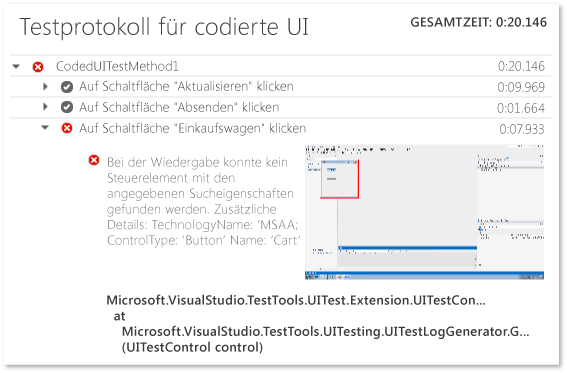 Testprotokoll für codierte UI
GESAMTZEIT: 0:20.146
CodedUITestMethod1 0:20.146
Auf Schaltfläche "Aktualisieren" klicken 0:09.969
Auf Schaltfläche "Absenden" klicken 0:01.664
Auf Schaltfläche "Einkaufswagen" klicken 0:07.933
Bei der Wiedergabe konnte kein
Steuerelement mit den
angegebenen Sucheigenschaften
gefunden werden. Zusätzliche
Details: TechnologyName: ‘MSAA;
ControlType: ‘Button’ Name: ‘Cart’
Microsoft.VisualStudio.TestTools.UITest.Extension.UITestCon...
at
Microsoft.VisualStudio.TestTools.UITesting.UITestLogGenerator.G...
(UITestControl control)